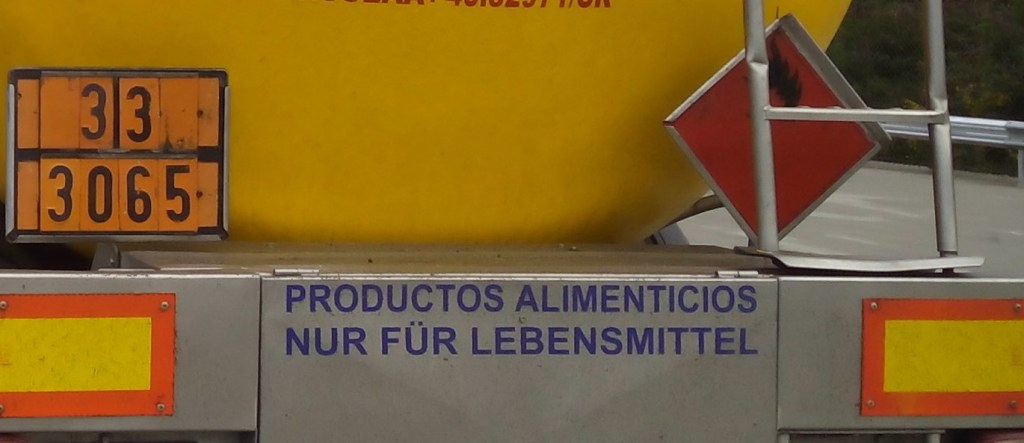 33
3065
PRODUCTOS ALIMENTICIOS
NUR FÜR LEBENSMITTEL